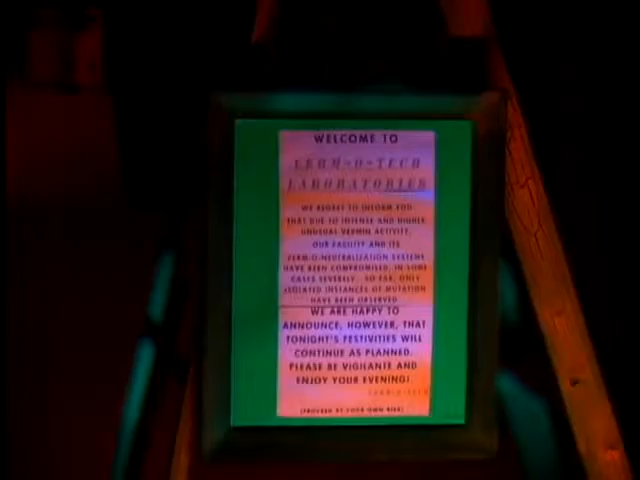 WELCOME TO
LABORATORIES
WE REGRET TO INFORM YOU
THAT DUE TO INTENSE AND HIGHLY
UNUSUAL VERMIN ACTIVITY,
OUR FACILITY AND ITS
GERM-O-NEUTRALIZATION SYSTEMS
HAVE BEEN COMPROMISED, IN SOME
CASES SEVERELY. SO FAR, ONLY
ISOLATED INSTANCES OF MUTATION
HAVE BEEN OBSERVED
WE ARE HAPPY TO
ANNOUNCE, HOWEVER, THAT
TONIGHT'S FESTIVITIES WILL
CONTINUE AS PLANNED.
PLEASE BE VIGILANTE AND
ENJOY YOUR EVENING!
(PROCEED AT YOUR OWN RISK)